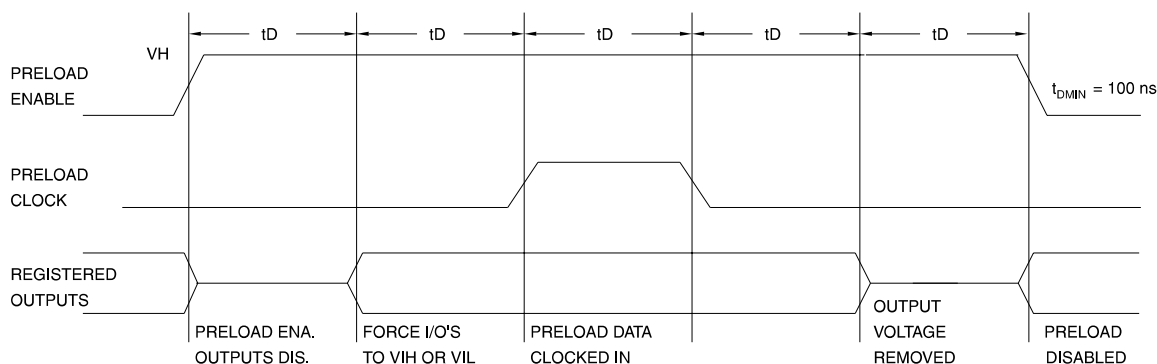 tD tD tD tD tD
VH
PRELOAD
ENABLE
tDMIN = 100 ns
PRELOAD
CLOCK
REGISTERED
OUTPUTS
PRELOAD ENA.
OUTPUTS DIS.
FORCE I/O'S
TO VIH OR VIL
PRELOAD DATA
CLOCKED IN
OUTPUT
VOLTAGE
REMOVED
PRELOAD
DISABLED